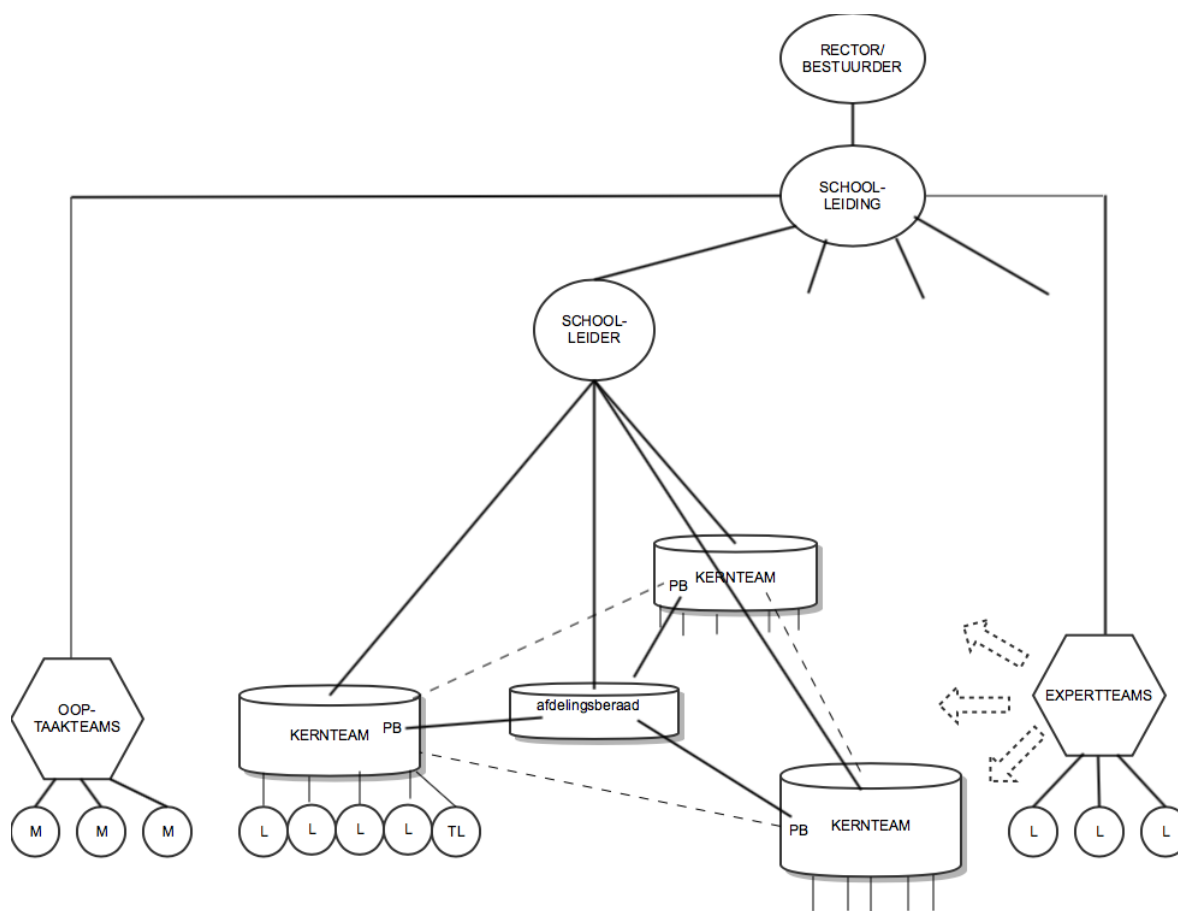 RECTOR/
BESTUURDER
SCHOOL-
LEIDING
SCHOOL-
LEIDER
KERNTEAM
PB
OOP-
TAAKTEAMS
KERNTEAM
PB
afdelingsberaad
EXPERTTEAMS
PB
KERNTEAM
M
M
M
L
L
L
L
TL
L
L
L